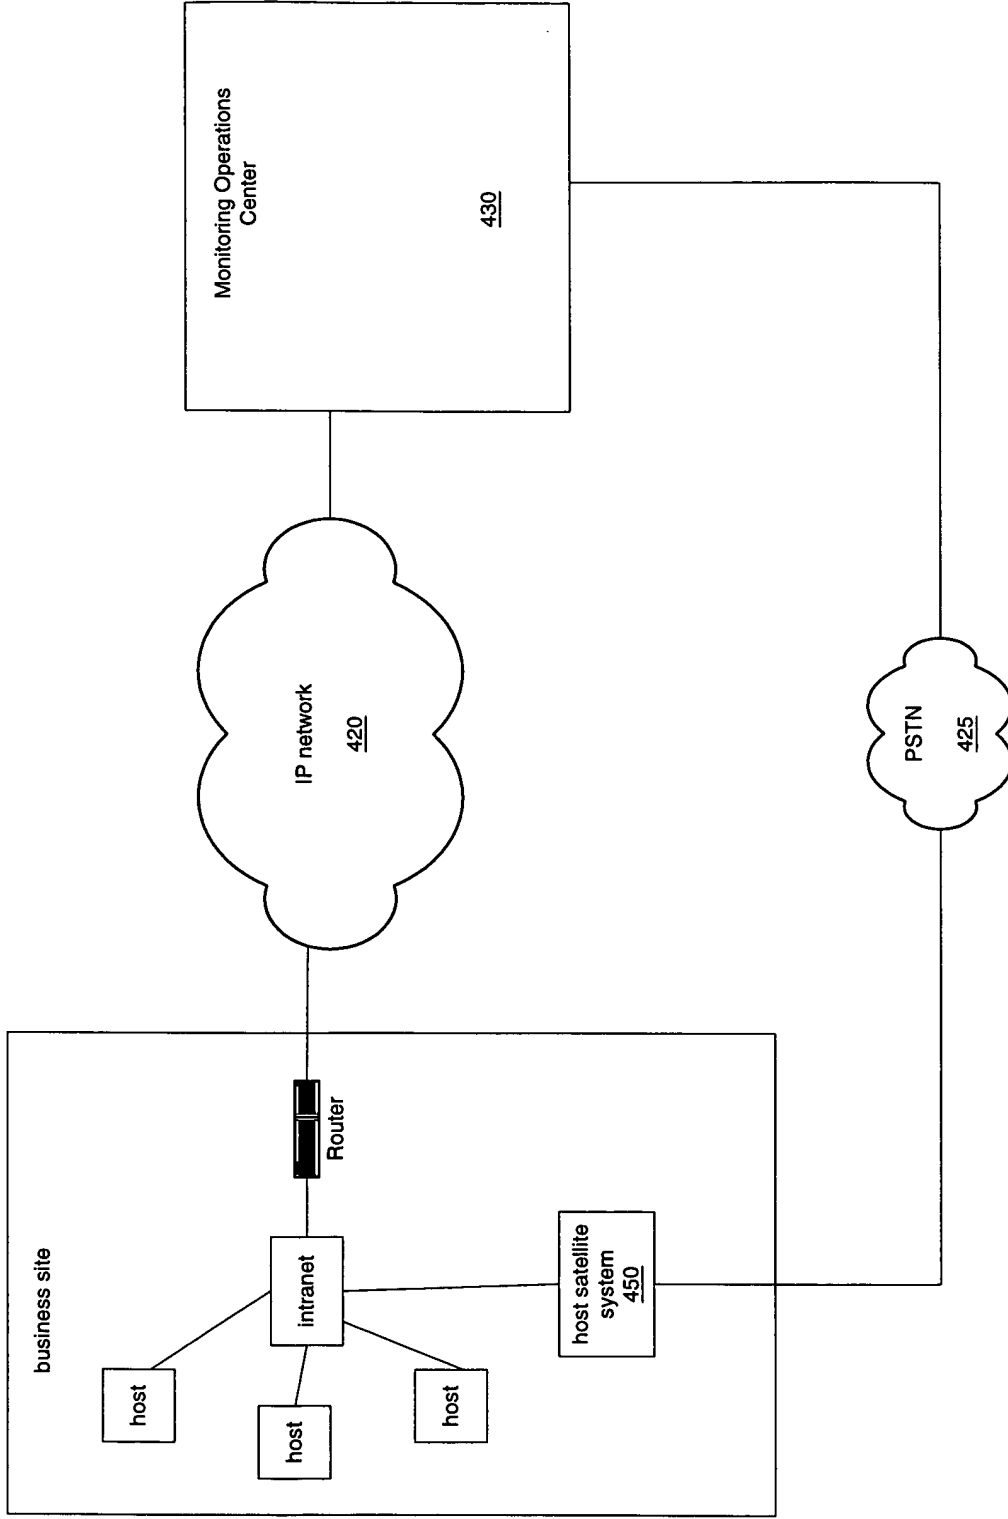 business site
host
host
host
intranet
Router
host satellite
system
450
IP network
420
PSTN
425
Monitoring Operations
Center
430